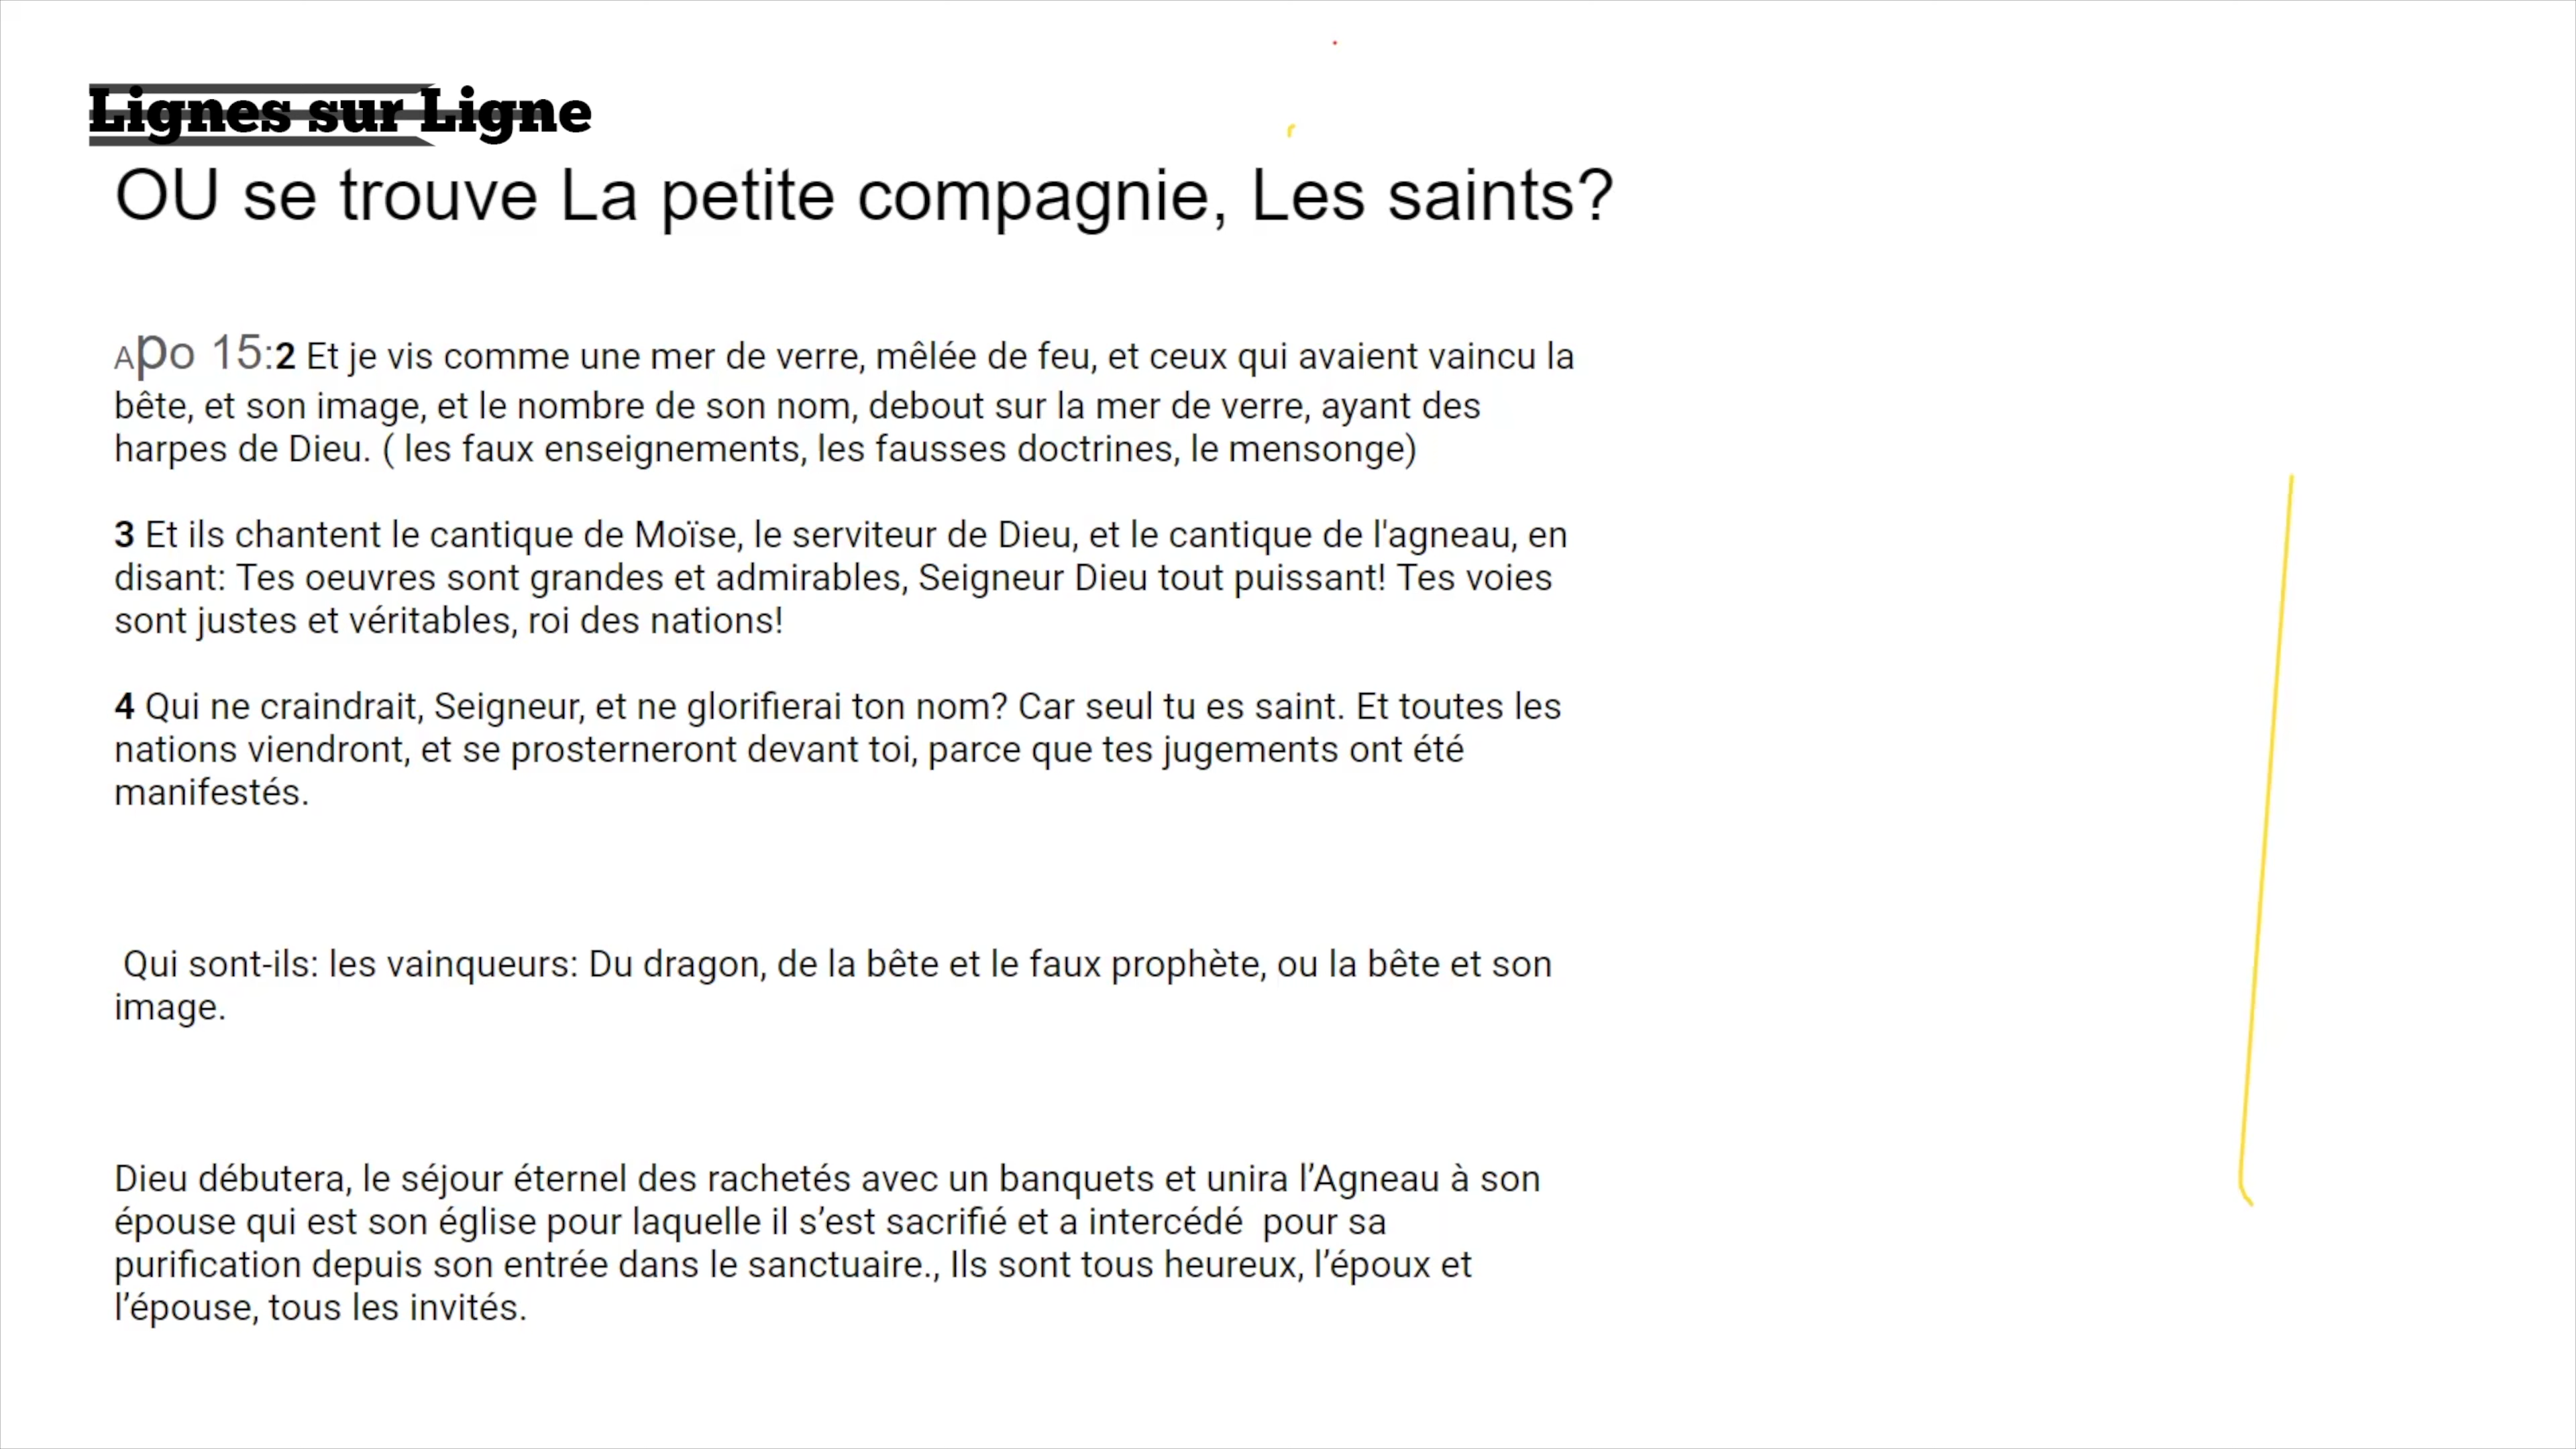 Lignes sur Ligne
OU se trouve La petite compagnie, Les saints?
Apo 15:2 Et je vis comme une mer de verre, mêlée de feu, et ceux qui avaient vaincu la
bête, et son image, et le nombre de son nom, debout sur la mer de verre, ayant des
harpes de Dieu. ( les faux enseignements, les fausses doctrines, le mensonge)
3 Et ils chantent le cantique de Moïse, le serviteur de Dieu, et le cantique de l'agneau, en
disant: Tes oeuvres sont grandes et admirables, Seigneur Dieu tout puissant! Tes voies
sont justes et véritables, roi des nations!
4 Qui ne craindrait, Seigneur, et ne glorifierai ton nom? Car seul tu es saint. Et toutes les
nations viendront, et se prosterneront devant toi, parce que tes jugements ont été
manifestés.
Qui sont-ils: les vainqueurs: Du dragon, de la bête et le faux prophète, ou la bête et son
image.
Dieu débutera, le séjour éternel des rachetés avec un banquets et unira l’Agneau à son
épouse qui est son église pour laquelle il s’est sacrifié et a intercédé  pour sa
purification depuis son entrée dans le sanctuaire., Ils sont tous heureux, l’époux et
l’épouse, tous les invités.